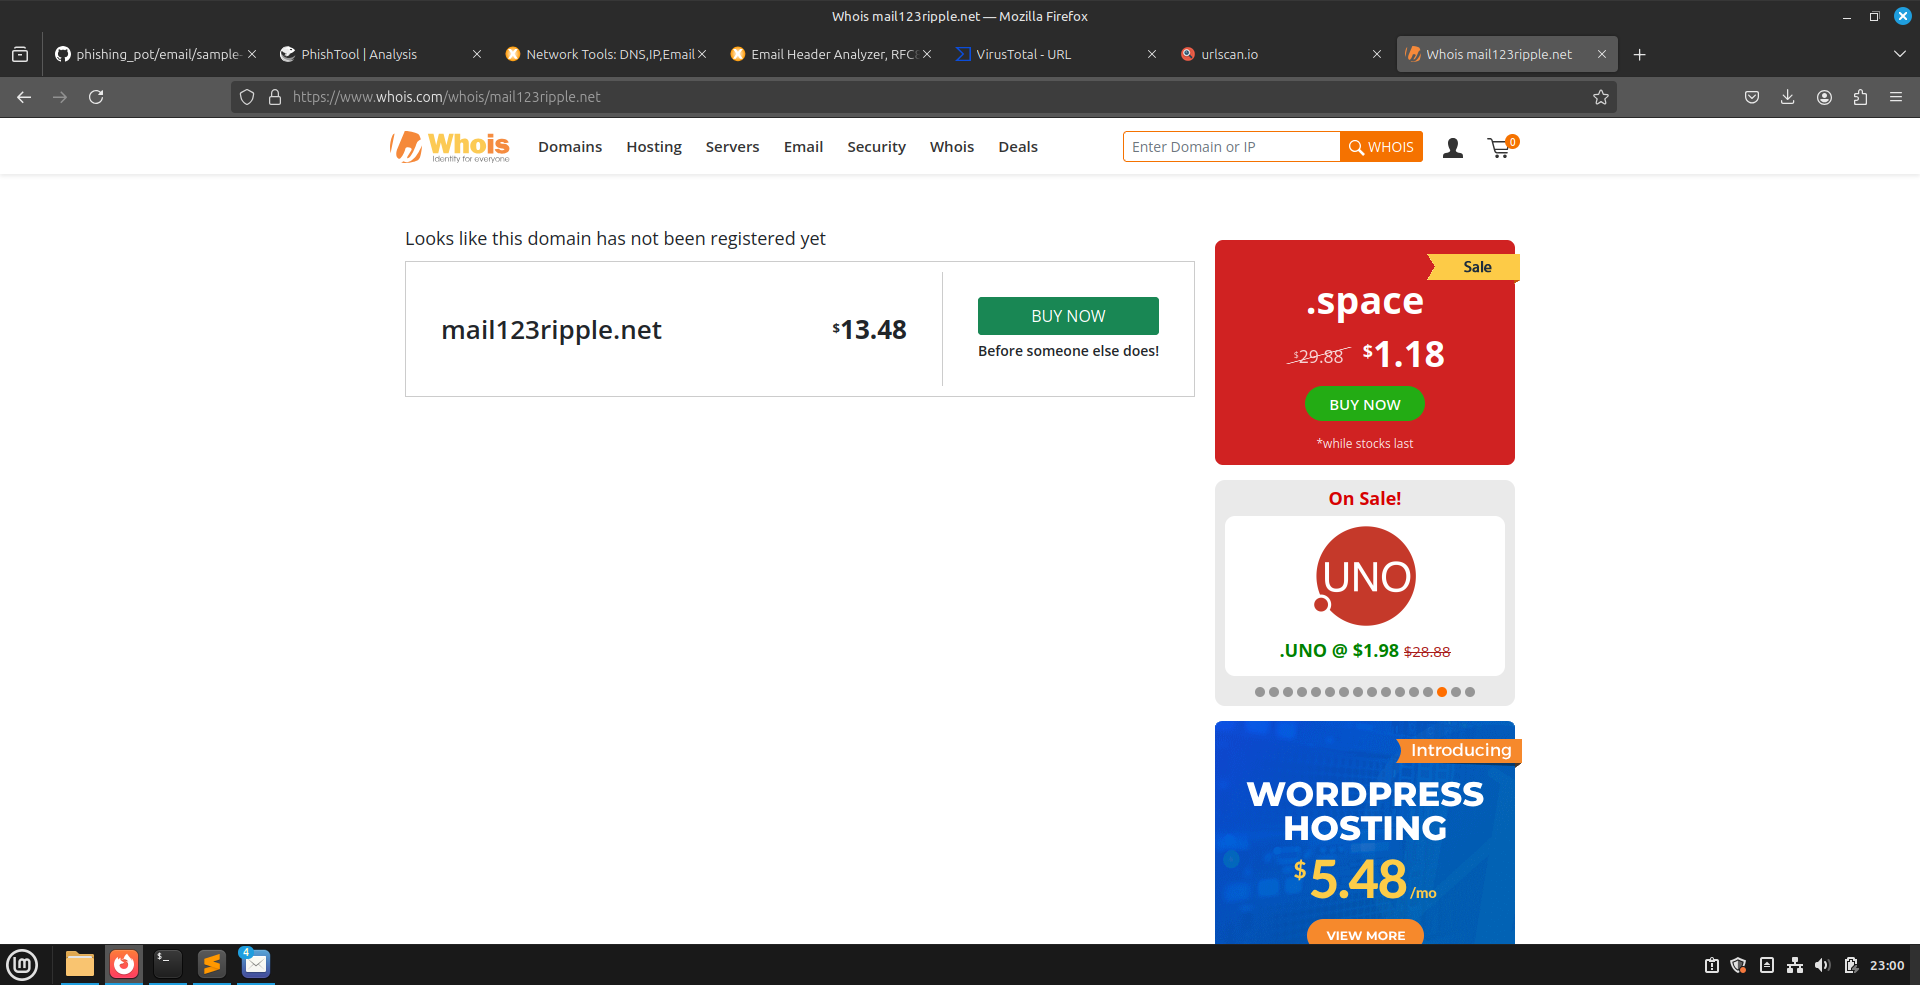 Whois mail123ripple.net — Mozilla Firefox
phishing_pot/email/sample-
PhishTool | Analysis
Network Tools: DNS,IP,Email
Email Header Analyzer, RFC8
VirusTotal - URL
urlscan.io
Whois mail123ripple.net
https://www.whois.com/whois/mail123ripple.net
Whois
Identity for everyone
Domains
Hosting
Servers
Email
Security
Whois
Deals
Enter Domain or IP
WHOIS
0
Looks like this domain has not been registered yet
mail123ripple.net
$13.48
BUY NOW
Before someone else does!
Sale
.space
$29.88 $1.18
BUY NOW
*while stocks last
On Sale!
UNO
.UNO @ $1.98 $28.88
Introducing
WORDPRESS
HOSTING
$5.48/mo
VIEW MORE
$_
4
23:00